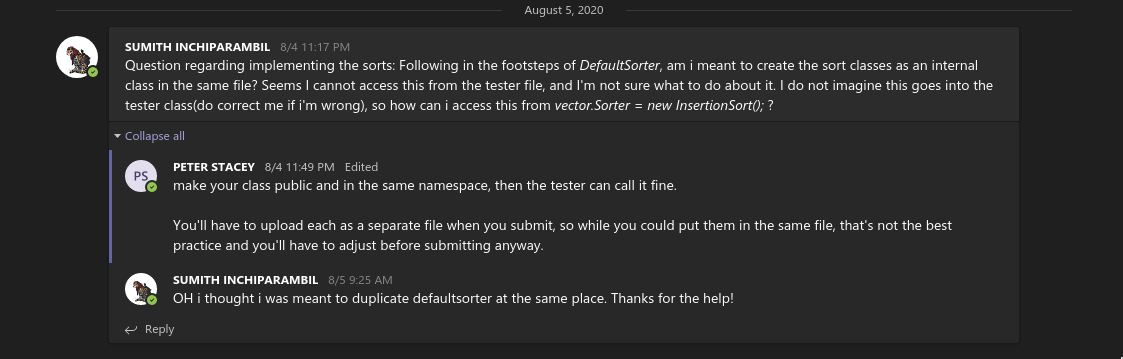 August 5, 2020
SUMITH INCHIPARAMBIL 8/4 11:17 PM
Question regarding implementing the sorts: Following in the footsteps of DefaultSorter, am i meant to create the sort classes as an internal
class in the same file? Seems I cannot access this from the tester file, and I'm not sure what to do about it. I do not imagine this goes into the
tester class(do correct me if i'm wrong), so how can i access this from vector.Sorter = new InsertionSort(); ?
Collapse all
PS
PETER STACEY 8/4 11:49 PM Edited
make your class public and in the same namespace, then the tester can call it fine.
You'll have to upload each as a separate file when you submit, so while you could put them in the same file, that's not the best
practice and you'll have to adjust before submitting anyway.
SUMITH INCHIPARAMBIL 8/5 9:25 AM
OH i thought i was meant to duplicate defaultsorter at the same place. Thanks for the help!
Reply